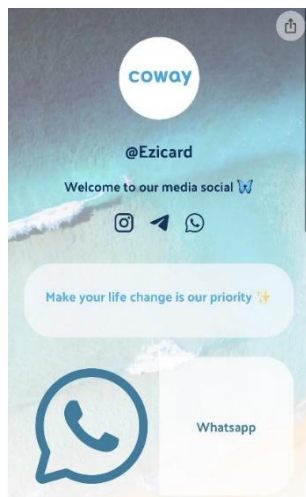 coway
@Ezicard
Welcome to our media social 🦋
Make your life change is our priority ✨
Whatsapp